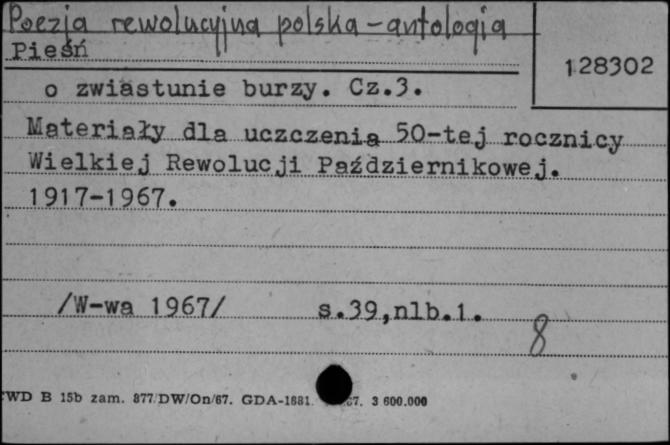 Poezja rewolucyjna polska - antologia
Pieśń
128302
o zwiastunie burzy. Cz.3.
Materiały dla uczczenia 50-tej rocznicy
Wielkiej Rewolucji Październikowej.
1917-1967.
/W-wa 1967/ s.39,nlb.1.
8
WD B 15b zam. 877/DW/On/67. GDA-1681. 67. 3 600.000